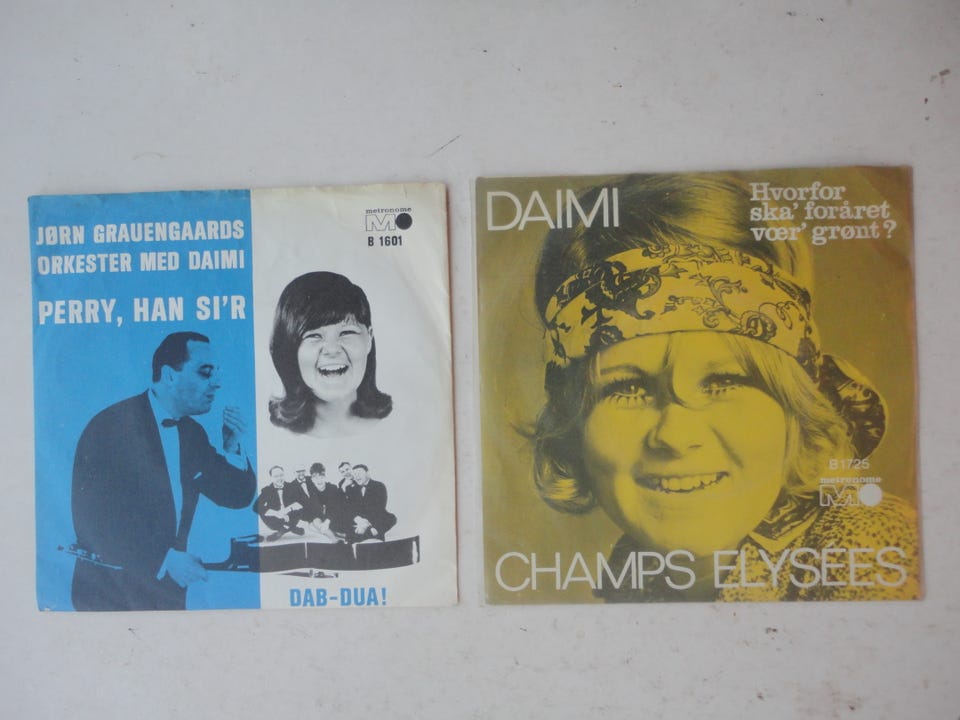 JØRN GRAUENGAARDS
ORKESTER MED DAIMI
PERRY, HAN SI'R
metronome
M
B 1601
DAB-DUA!
DAIMI
Hvorfor
ska' foråret
vær' grønt?
B 1725
metronome
M
CHAMPS ELYSEES